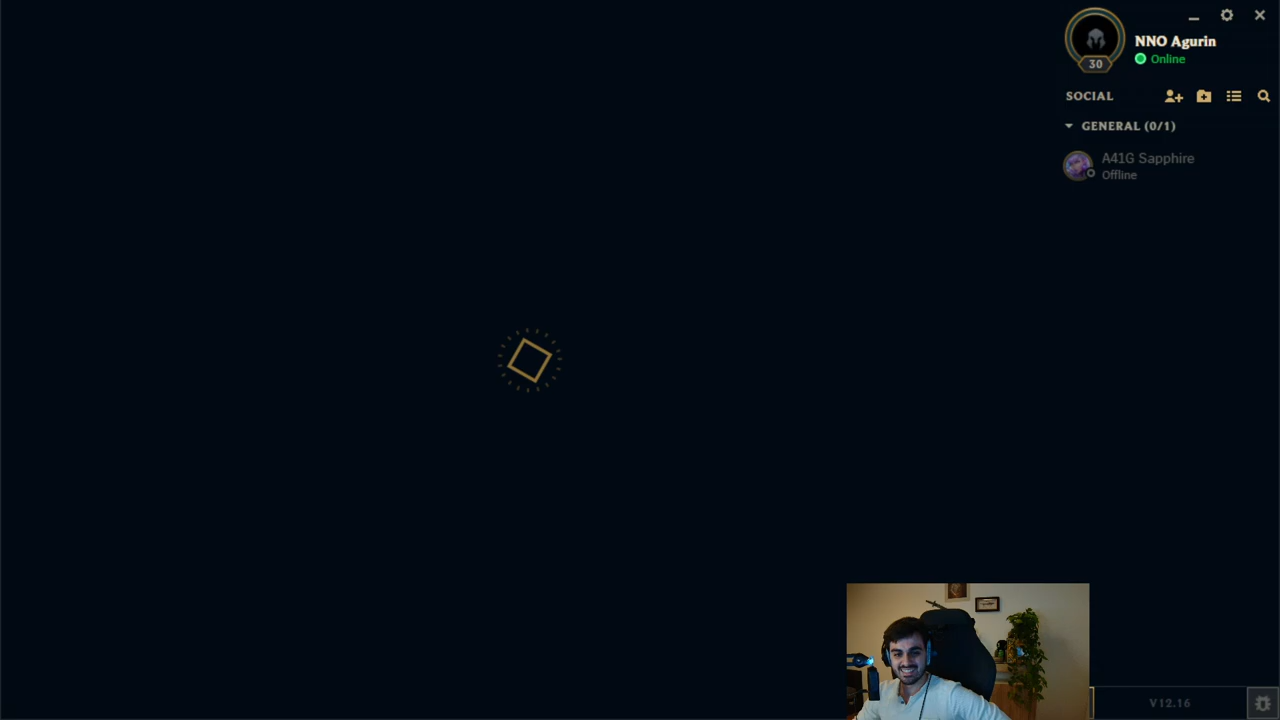 NNO Agurin
30
Online
SOCIAL
GENERAL (0/1)
A41G Sapphire
Offline
V12.16